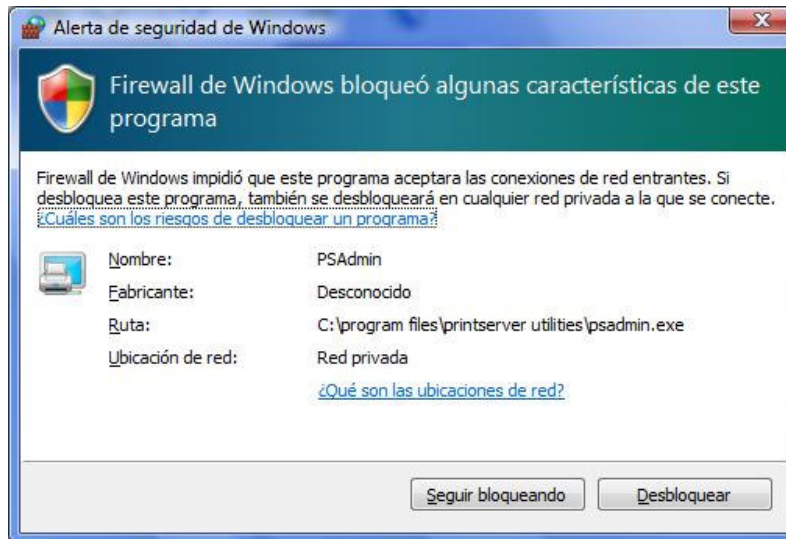 Alerta de seguridad de Windows
Firewall de Windows bloqueó algunas características de este
programa
Firewall de Windows impidió que este programa aceptara las conexiones de red entrantes. Si
desbloquea este programa, también se desbloqueará en cualquier red privada a la que se conecte.
¿Cuáles son los riesgos de desbloquear un programa?
Nombre: PSAdmin
Fabricante: Desconocido
Ruta: C:\program files\printserver utilities\psadmin.exe
Ubicación de red: Red privada
¿Qué son las ubicaciones de red?
Seguir bloqueando Desbloquear